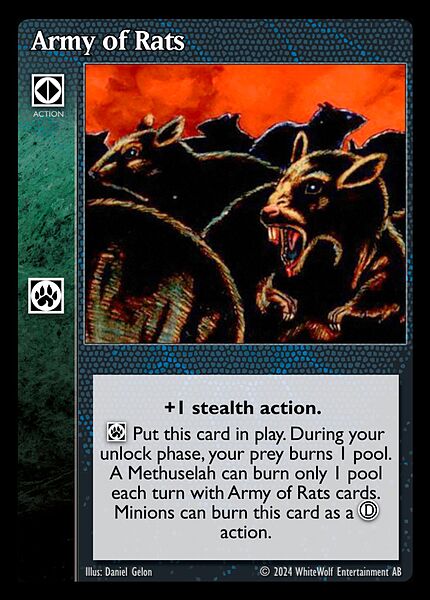 Army of Rats
ACTION
+1 stealth action.
Put this card in play. During your
unlock phase, your prey burns 1 pool.
A Methuselah can burn only 1 pool
each turn with Army of Rats cards.
Minions can burn this card as a Ⓓ
action.
Illus: Daniel Gelon © 2024 WhiteWolf Entertainment AB